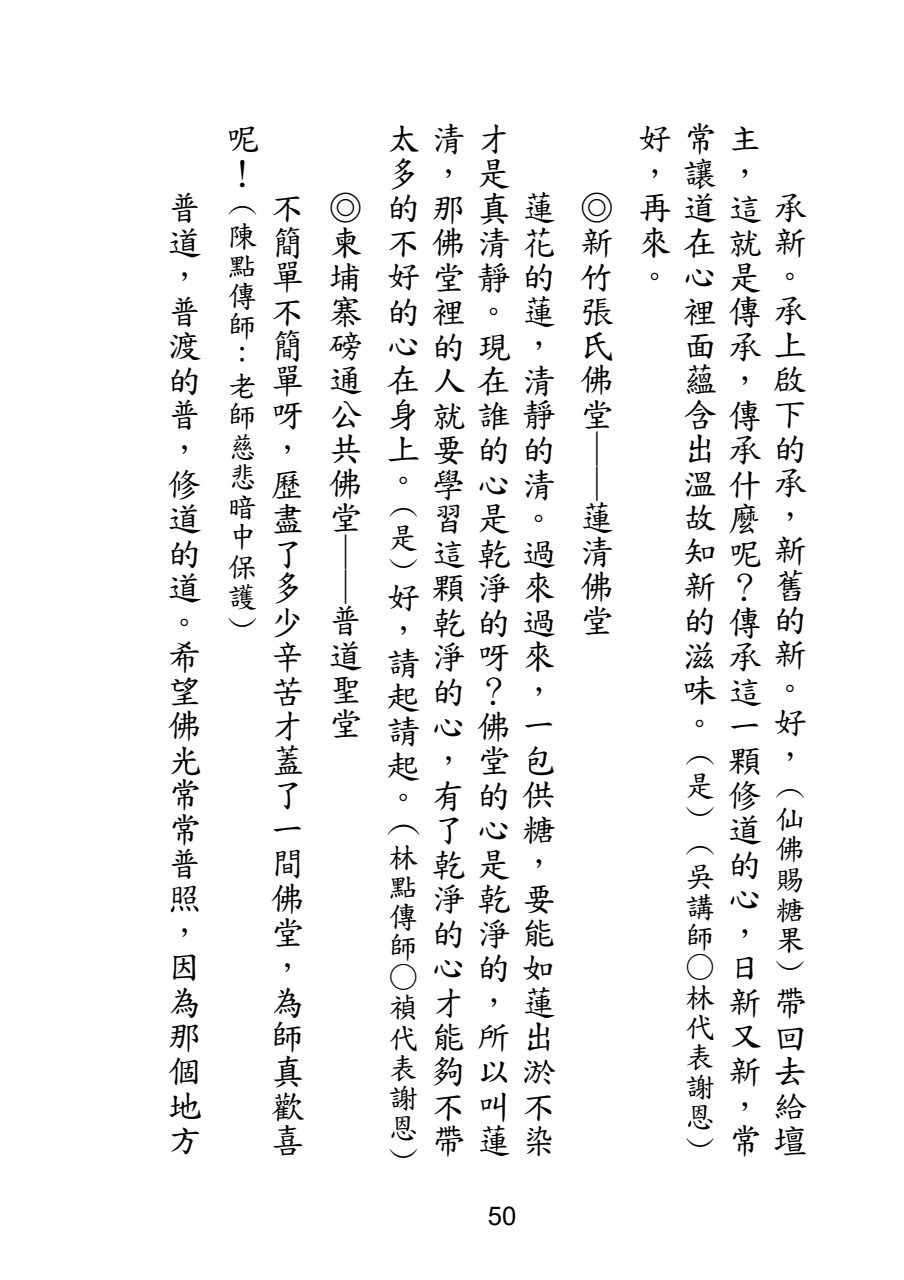 承新。承上啟下的承，新舊的新。好，（仙佛賜糖果）帶回去給壇
主，這就是傳承，傳承什麼呢？傳承這一顆修道的心，日新又新，常
常讓道在心裡面蘊含出溫故知新的滋味。（是）（吳講師○林代表謝恩）
好，再來。
◎新竹張氏佛堂——蓮清佛堂
蓮花的蓮，清靜的清。過來過來，一包供糖，要能如蓮出淤不染
才是真清靜。現在誰的心是乾淨的呀？佛堂的心是乾淨的，所以叫蓮
清，那佛堂裡的人就要學習這顆乾淨的心，有了乾淨的心才能夠不帶
太多的不好的心在身上。（是）好，請起請起。（林點傳師○禎代表謝恩）
◎柬埔寨磅通公共佛堂——普道聖堂
不簡單不簡單呀，歷盡了多少辛苦才蓋了一間佛堂，為師真歡喜
呢！（陳點傳師：老師慈悲暗中保護）
普道，普渡的普，修道的道。希望佛光常常普照，因為那個地方
50